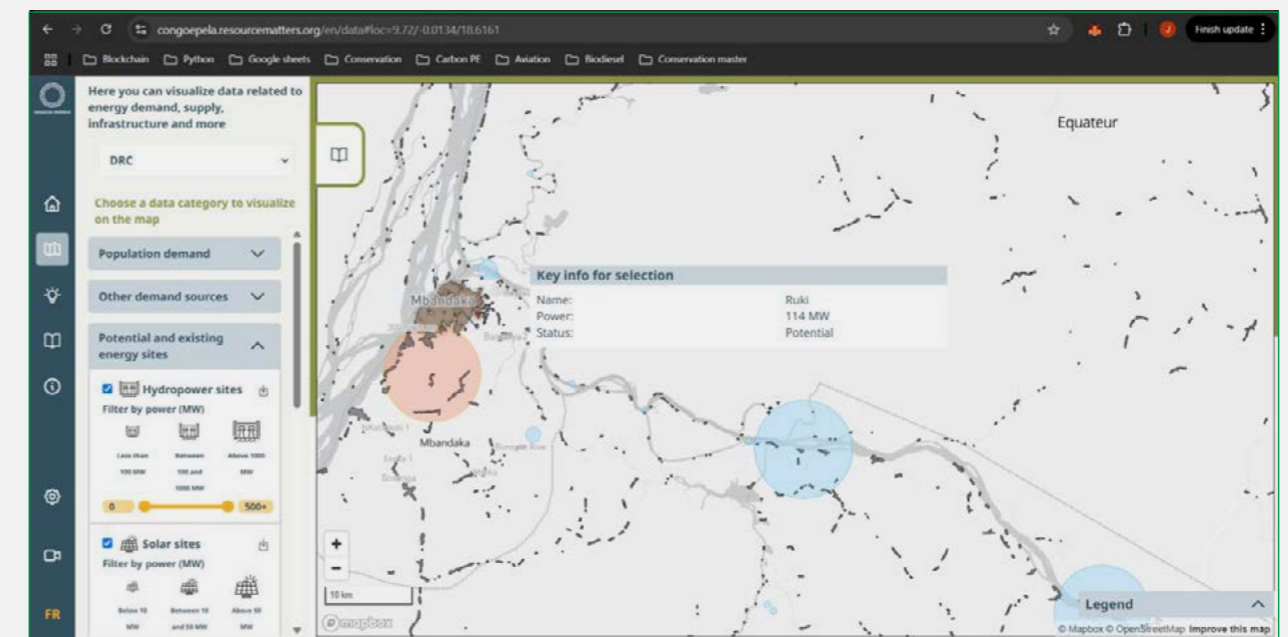 congoepela.resourcematters.org/en/data#loc=9.72/-0.0134/18.6161
J
Finish update
Blockchain
Python
Google sheets
Conservation
Carbon PE
Aviation
Biodiesel
Conservation master
Here you can visualize data related to
energy demand, supply,
infrastructure and more
DRC
Choose a data category to visualize
on the map
Population demand
Other demand sources
Potential and existing
energy sites
Hydropower sites
Filter by power (MW)
Less than
100 MW
Between
100 and
1000 MW
Above 1000
MW
0
500+
Solar sites
Filter by power (MW)
Below 10
MW
Between 10
and 50 MW
Above 50
MW
FR
Equateur
Mbandaka
Key info for selection
Name: Ruki
Power: 114 MW
Status: Potential
Mbandaka
10 km
mapbox
Legend
© Mapbox © OpenStreetMap Improve this map